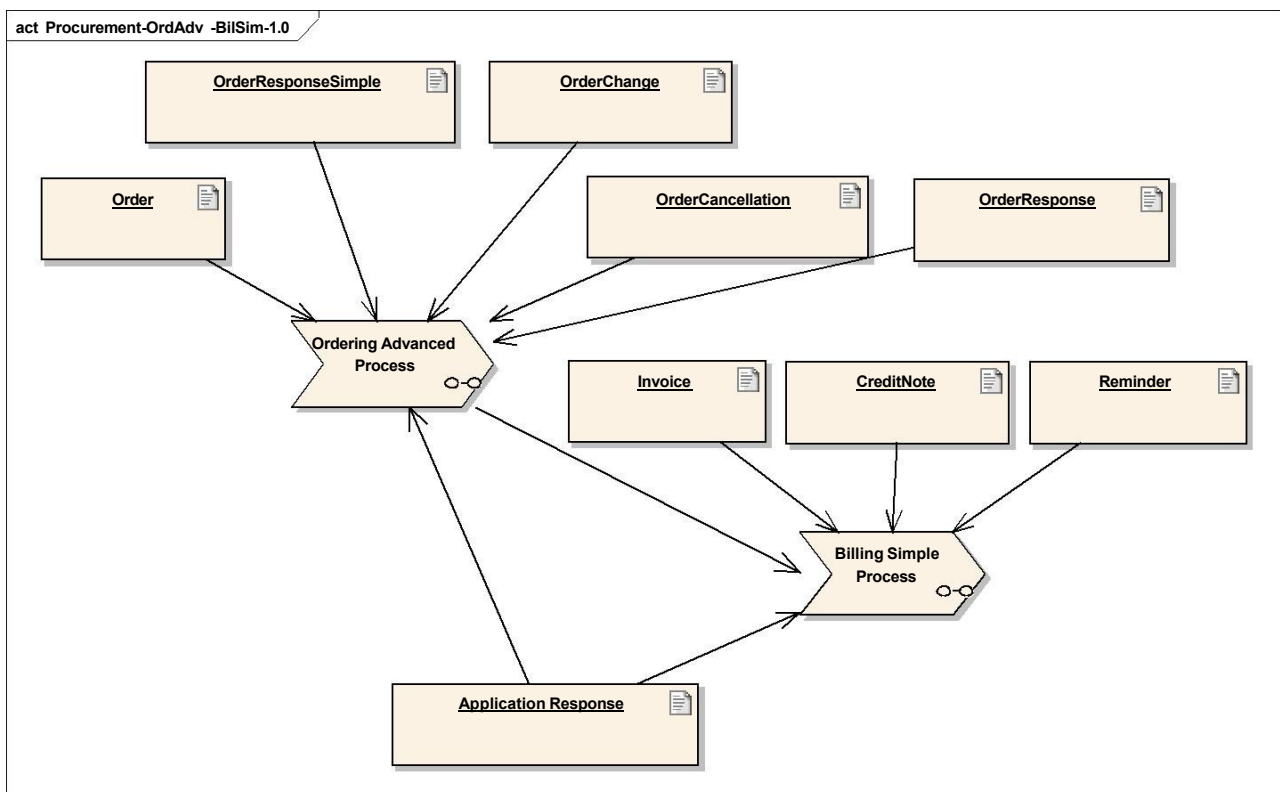 act Procurement-OrdAdv -BilSim-1.0
OrderResponseSimple
OrderChange
Order
OrderCancellation
OrderResponse
Ordering Advanced
Process
Invoice
CreditNote
Reminder
Billing Simple
Process
Application Response